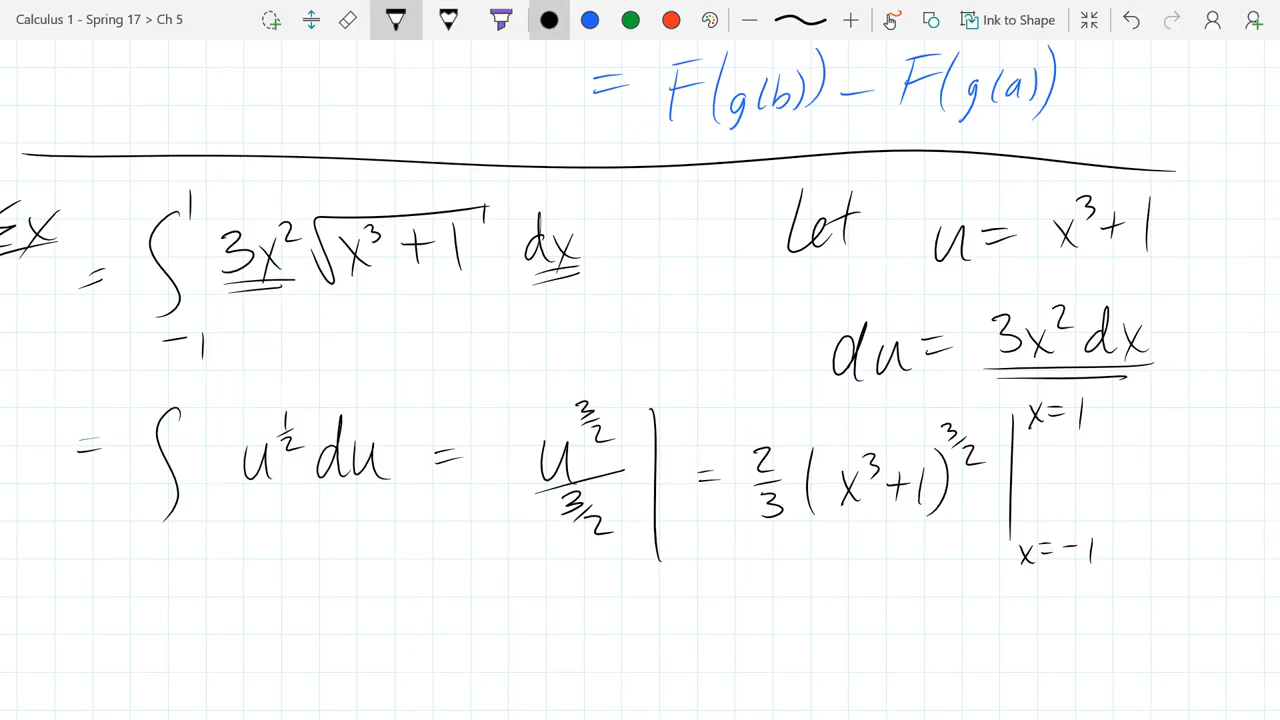 Calculus 1 - Spring 17 > Ch 5
Ink to Shape
= F(g(b)) - F(g(a))
Ex = ∫_{-1}^{1} 3x² √(x³ + 1) dx
Let u = x³ + 1
du = 3x² dx
= ∫ u^{1/2} du = u^{3/2} / (3/2) | = 2/3 (x³ + 1)^{3/2} |_{x=-1}^{x=1}